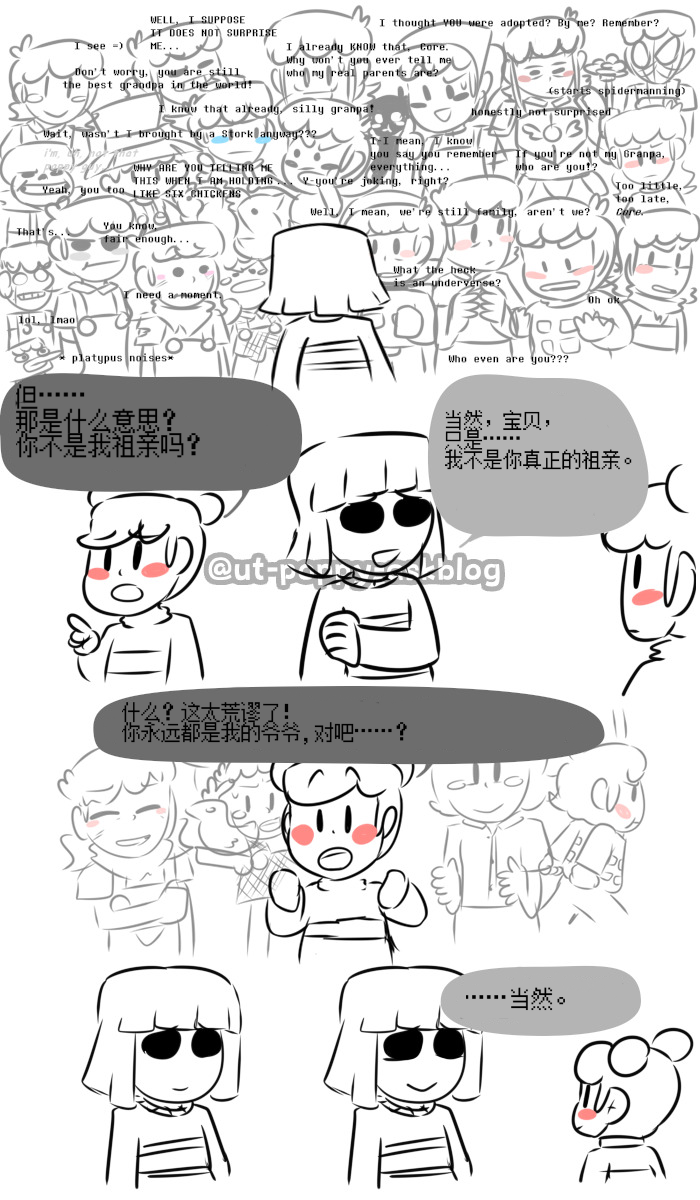 WELL, I SUPPOSE
IT DOES NOT SURPRISE
ME...
I thought YOU were adopted? By me? Remember?
I see =)
I already KNOW that, Core.
Why won't you ever tell me
who my real parents are?
Don't worry, you are still
the best grandpa in the world!
(starts spidermanning)
I know that already, silly granpa!
honestly not surprised
Wait, wasn't I brought by a Stork anyway???
I-I mean, I know
you say you remember
everything...
If you're not my Granpa,
who are you!?
WHY ARE YOU TELLING ME
THIS WHEN I AM HOLDING...
LIKE SIX CHICKENS
Y-you're joking, right?
Yeah, you too
Too little,
too late,
Core.
Well, I mean, we're still family, aren't we?
That's..
You know,
fair enough...
What the heck
is an underverse?
I need a moment.
Oh ok
lol, lmao
* platypus noises*
Who even are you???
但……
那是什么意思？
你不是我祖亲吗？
当然，宝贝，
只是……
我不是你真正的祖亲。
@ut-poppy-askblog
什么？这太荒谬了！
你永远都是我的爷爷，对吧……？
……当然。